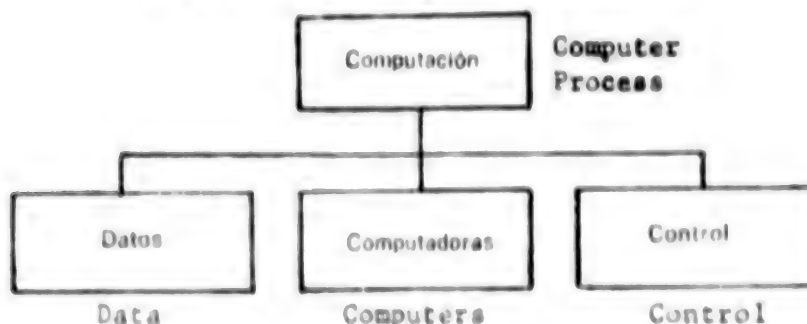 Computación
Computer
Process
Datos
Computadoras
Control
Data
Computers
Control